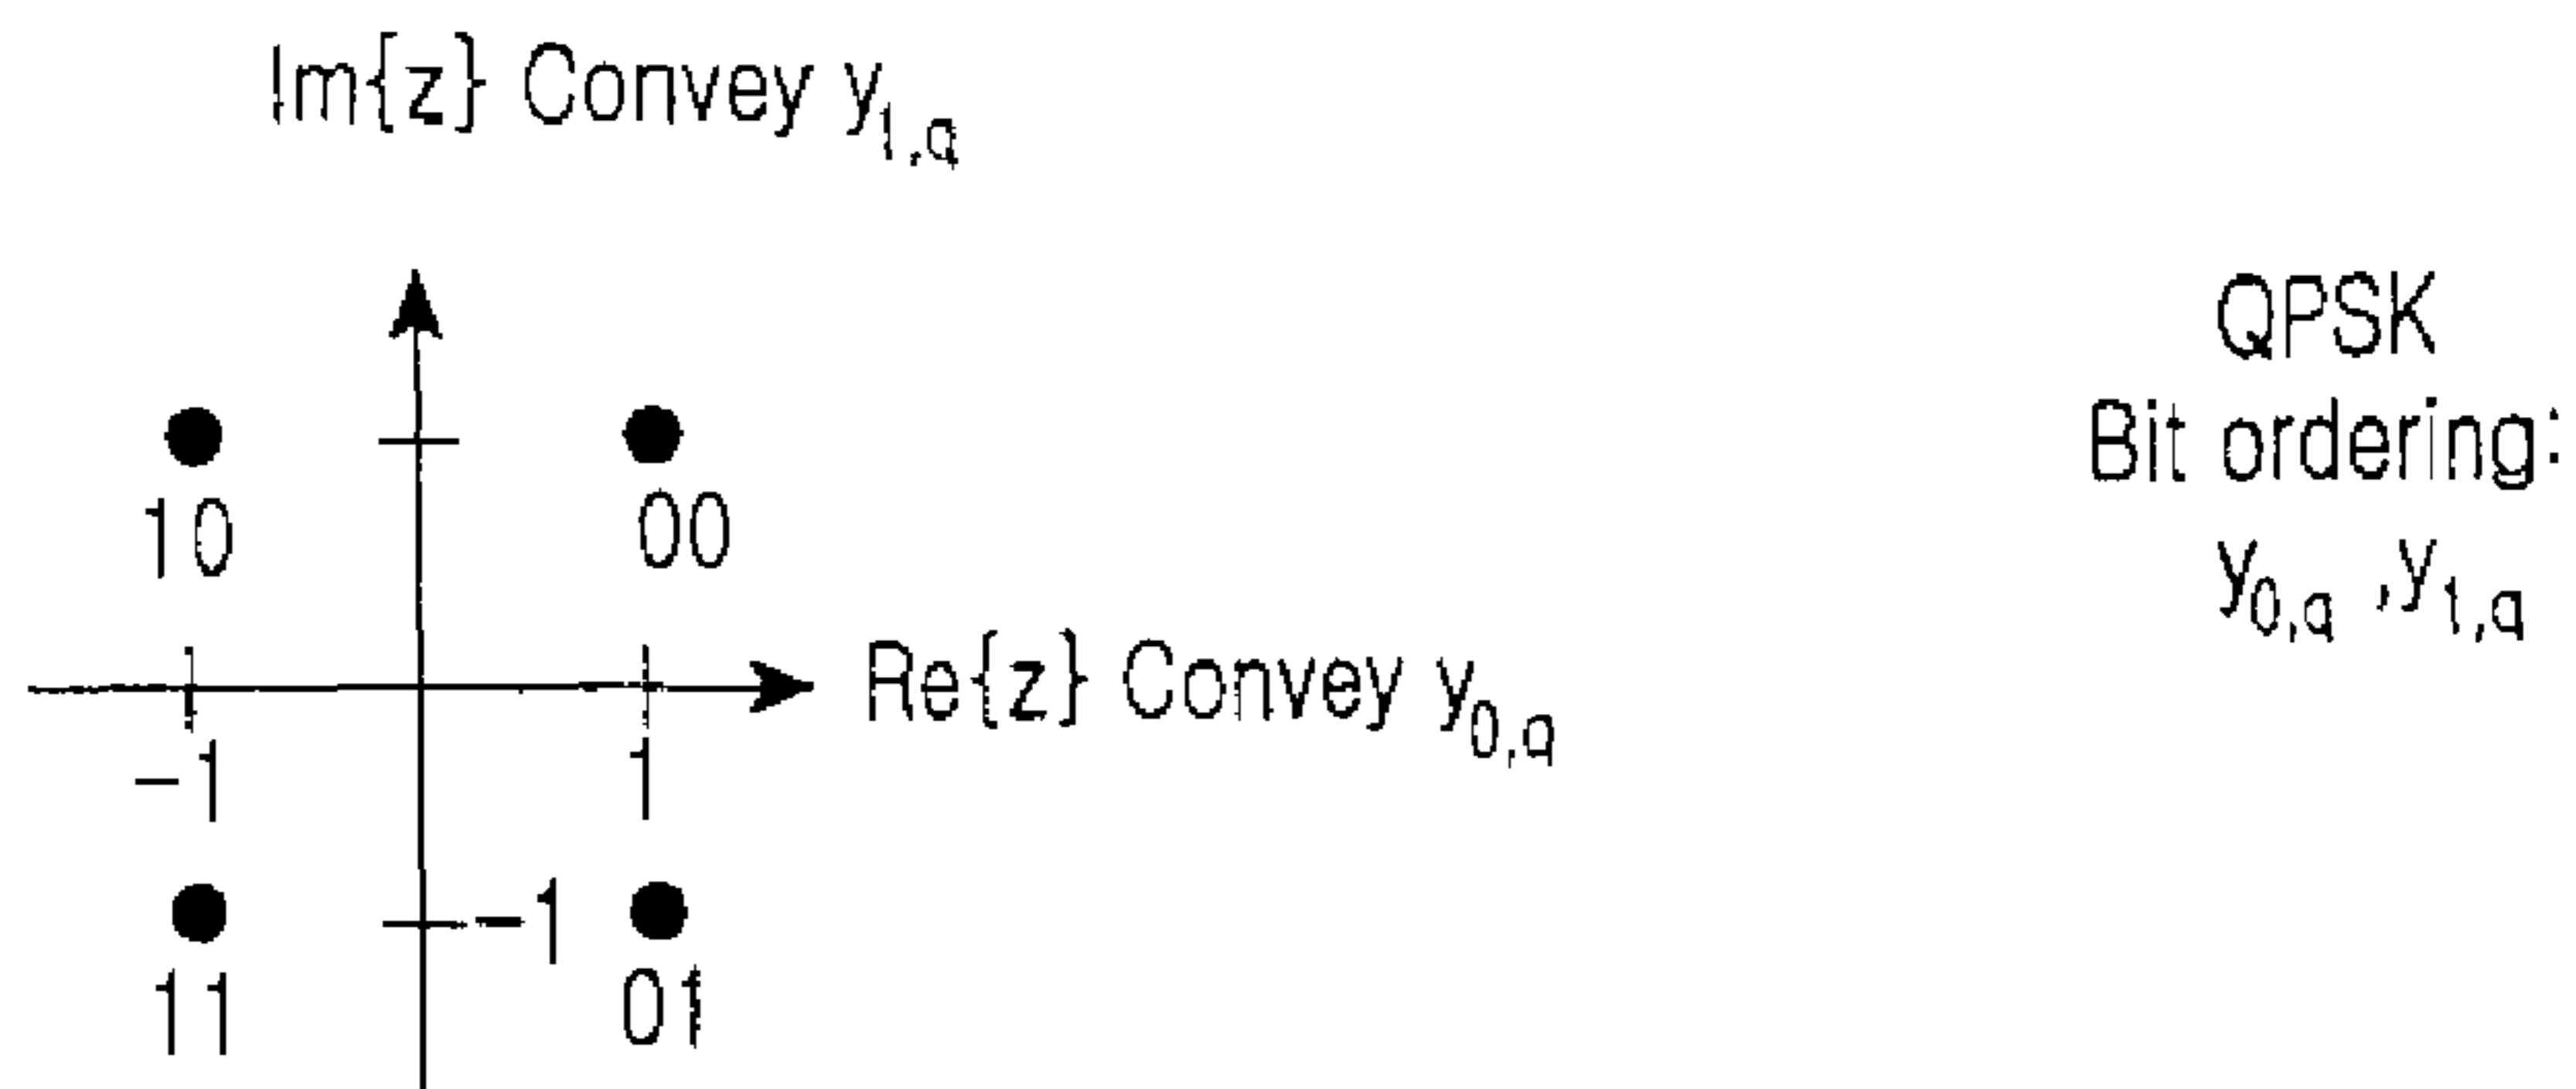 Im{z} Convey y1,q
QPSK
Bit ordering:
y0,q ,y1,q
10
00
Re{z} Convey y0,q
-1
1
-1
11
01